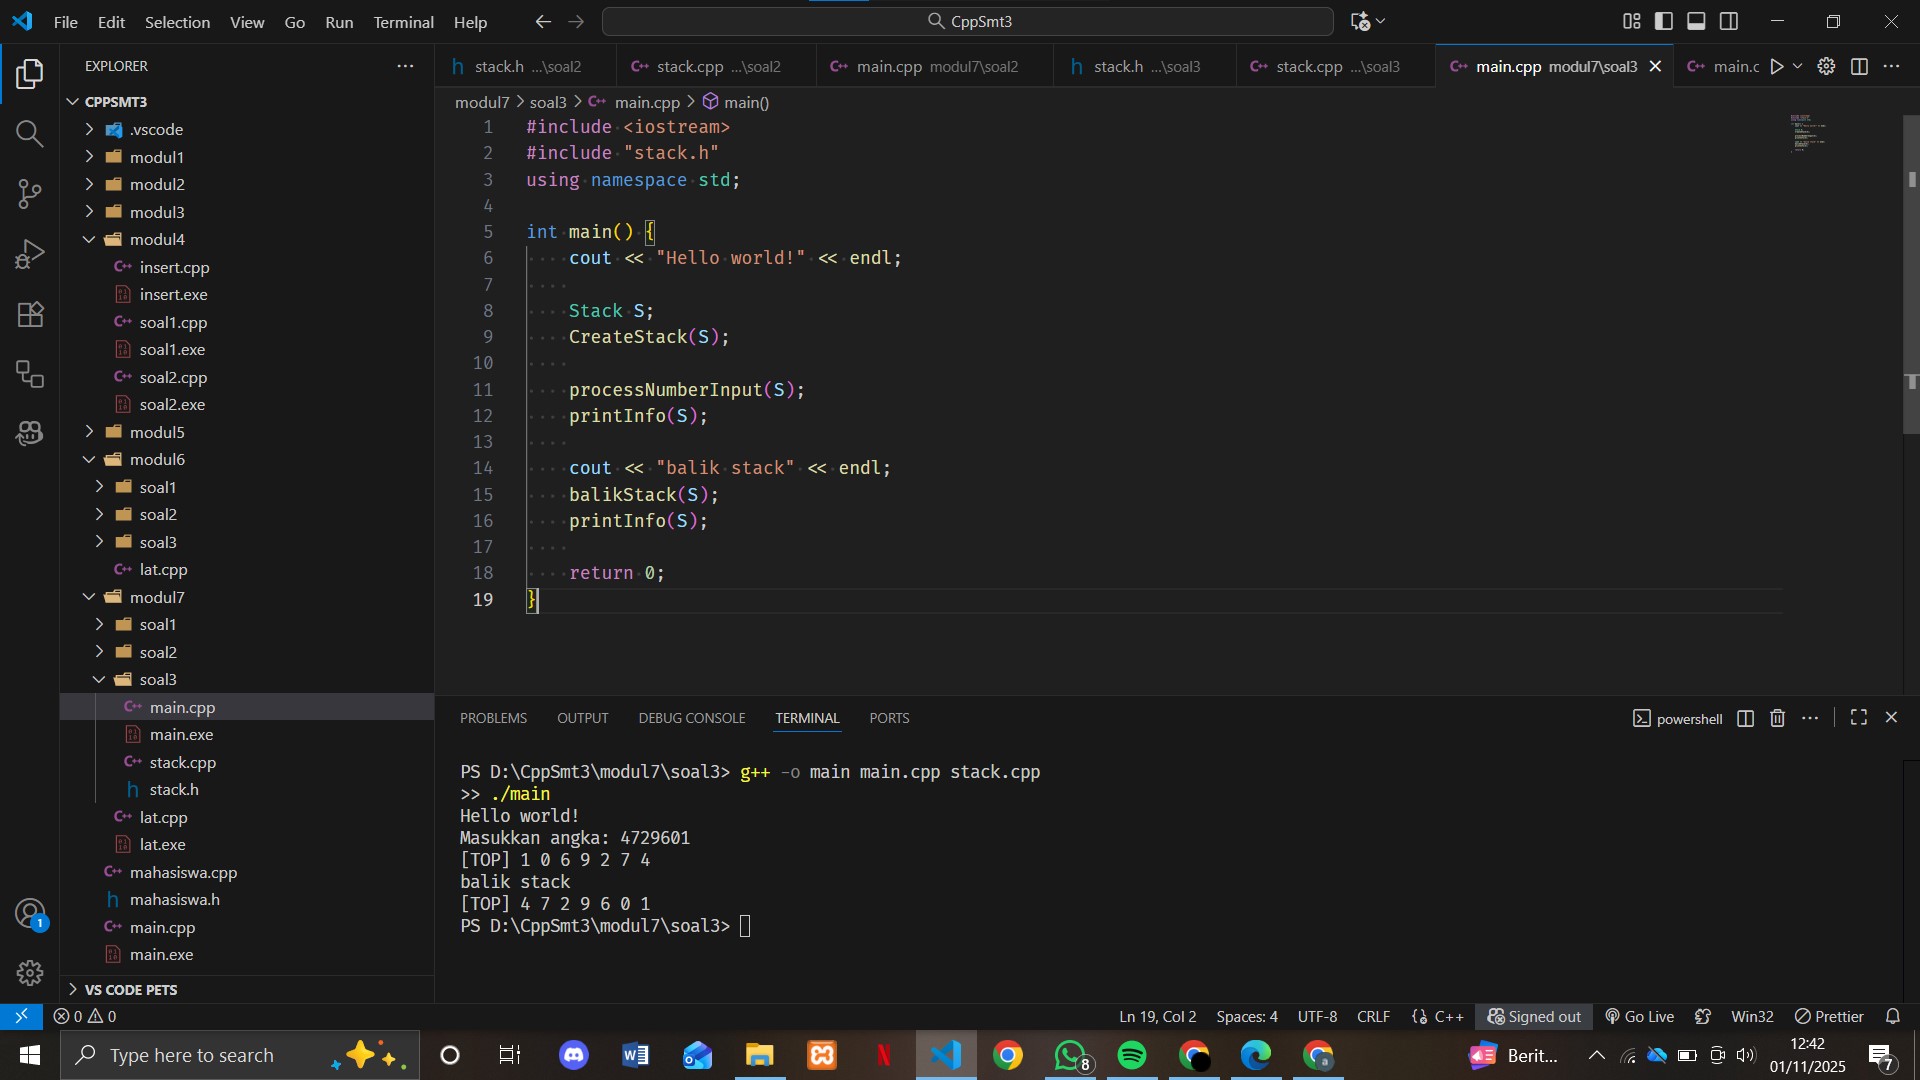 File Edit Selection View Go Run Terminal Help
CppSmt3
EXPLORER
CPPSMT3
.vscode
modul1
modul2
modul3
modul4
insert.cpp
insert.exe
soal1.cpp
soal1.exe
soal2.cpp
soal2.exe
modul5
modul6
soal1
soal2
soal3
lat.cpp
modul7
soal1
soal2
soal3
main.cpp
main.exe
stack.cpp
stack.h
lat.cpp
lat.exe
mahasiswa.cpp
mahasiswa.h
main.cpp
main.exe
VS CODE PETS
stack.h ...\soal2 stack.cpp ...\soal2 main.cpp modul7\soal2 stack.h ...\soal3 stack.cpp ...\soal3 main.cpp modul7\soal3 main.c
modul7 > soal3 > main.cpp > main()
1 #include <iostream>
2 #include "stack.h"
3 using namespace std;
4
5 int main() {
6 cout << "Hello world!" << endl;
7
8 Stack S;
9 CreateStack(S);
10
11 processNumberInput(S);
12 printInfo(S);
13
14 cout << "balik stack" << endl;
15 balikStack(S);
16 printInfo(S);
17
18 return 0;
19 }
PROBLEMS OUTPUT DEBUG CONSOLE TERMINAL PORTS
powershell
PS D:\CppSmt3\modul7\soal3> g++ -o main main.cpp stack.cpp
>> ./main
Hello world!
Masukkan angka: 4729601
[TOP] 1 0 6 9 2 7 4
balik stack
[TOP] 4 7 2 9 6 0 1
PS D:\CppSmt3\modul7\soal3>
1
0 0
Ln 19, Col 2 Spaces: 4 UTF-8 CRLF {} C++ Signed out Go Live Win32 Prettier
Type here to search
8
Berit...
12:42
01/11/2025
7